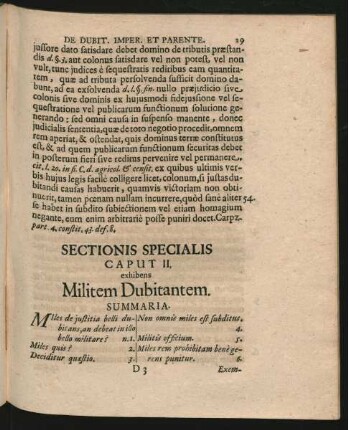 DE DUBIT. IMPER. ET PARENTE. 29
jussore dato satisdare debet domino de tributis præstan-
dis d. §. 3. aut colonus satisdare vel non potest, vel non
vult, tunc judices è sequestratis reditibus eam quantita-
tem, quæ ad tributa persolvenda sufficit domino da-
bunt, ad ea exsolvenda d. l. §. fin. nullo præjudicio sive
colonis sive dominis ex hujusmodi fidejussione vel se-
questratione vel publicarum functionum solutione ge-
nerando: sed omni causa in suspenso manente, donec
judicialis sententia, quæ de toto negotio procedit, omnem
rem aperiat, & ostendat, quis dominus terræ constitutus
est, & ad quem publicarum functionum securitas debet
in posterum fieri sive reditus pervenire vel permanere,
cit. l. 20. in fi. C. d. agricol. & censit. ex quibus ultimis ver-
bis hujus legis facilè colligere licet, colonum, si justas du-
bitandi causas habuerit, quamvis victoriam non obti-
nuerit, tamen pœnam nullam incurrere, quòd sanè aliter 54.
se habet in subdito subjectionem vel etiam homagium
negante, eum enim arbitrariè posse puniri docet. Carpz.
part. 4. constit. 43. def. 8.
SECTIONIS SPECIALIS
CAPUT II.
exhibens
Militem Dubitantem.
SUMMARIA.
MIles de justitia belli du-
bitans, an debeat in illo
bello militare? n. 1.
Miles quis? 2.
Deciditur quæstio. 3.
Non omnis miles est subditus.
4.
Militis officium. 5.
Miles rem prohibitam benè ge-
rens punitur. 6.
D 3 Exem-